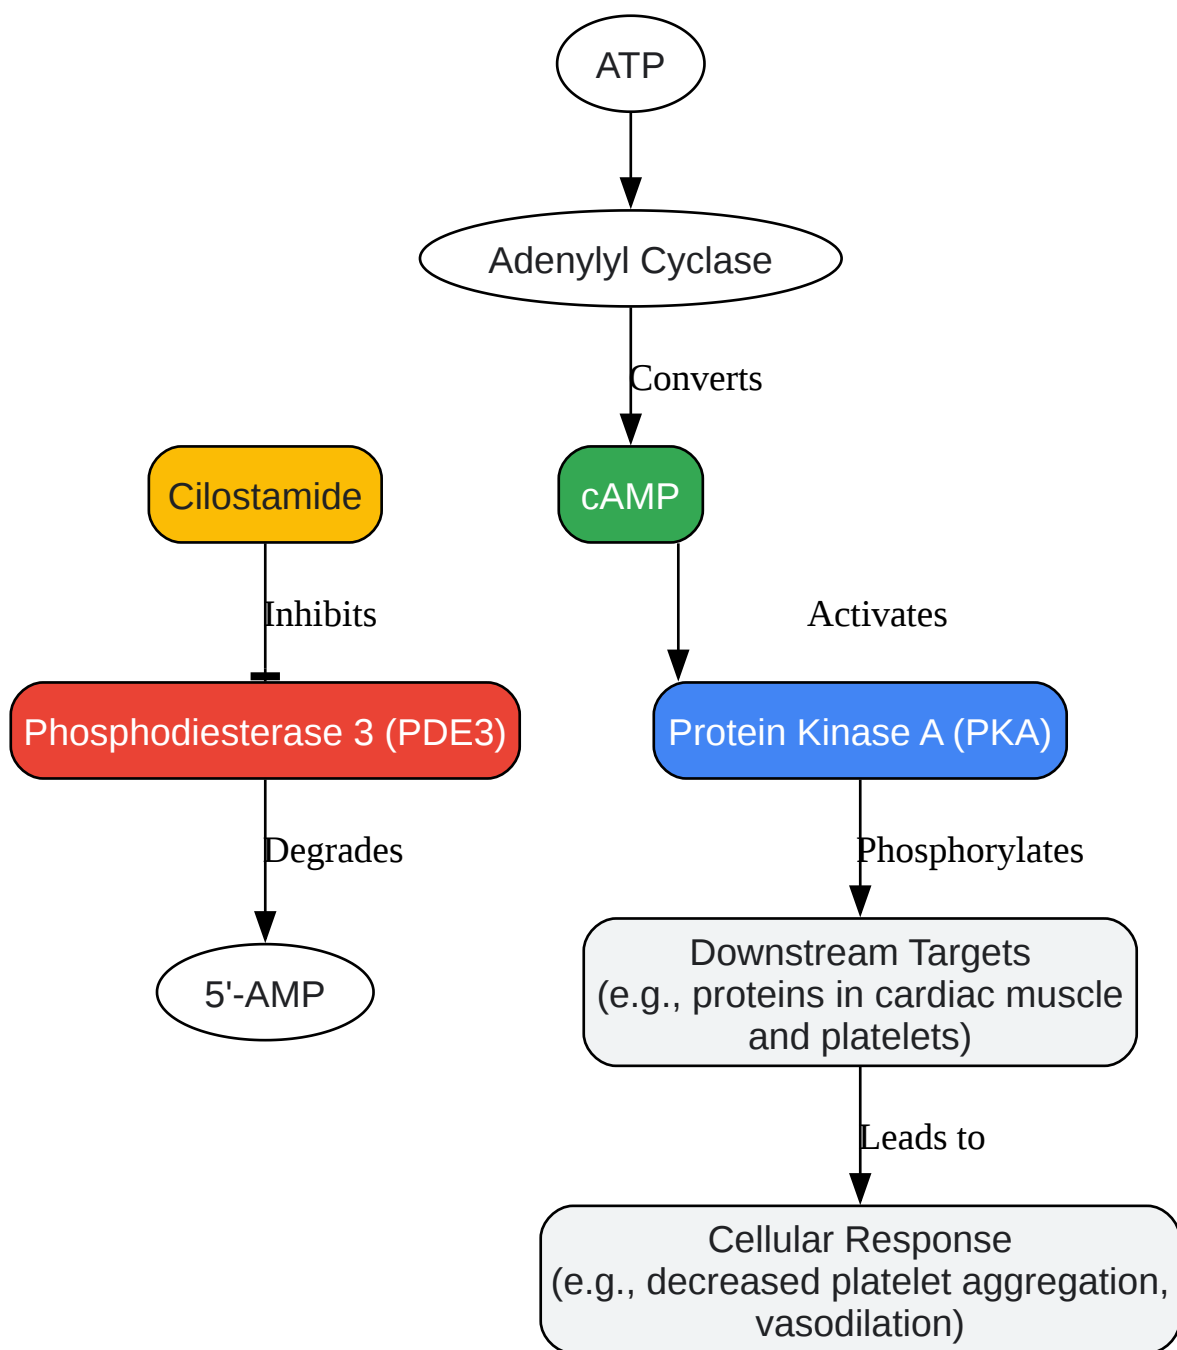 ATP
Adenylyl Cyclase
Converts
Cilostamide
cAMP
Inhibits
Activates
Phosphodiesterase 3 (PDE3)
Protein Kinase A (PKA)
Degrades
Phosphorylates
5'-AMP
Downstream Targets
(e.g., proteins in cardiac muscle
and platelets)
Leads to
Cellular Response
(e.g., decreased platelet aggregation,
vasodilation)